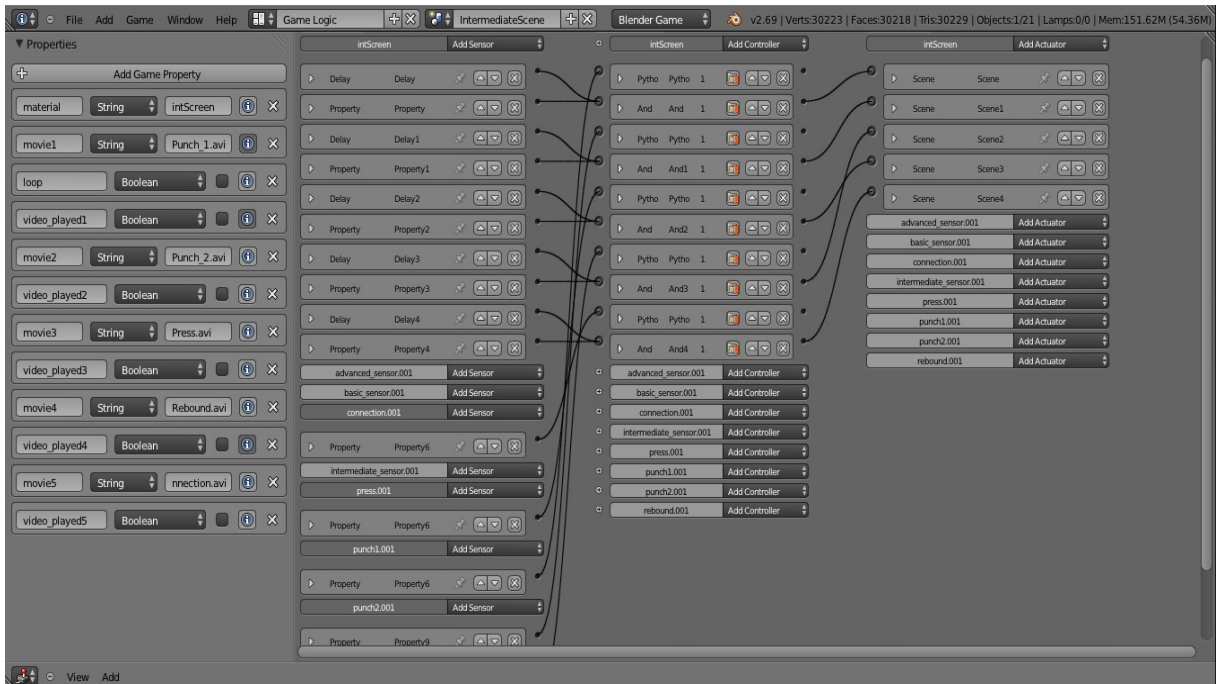 File Add Game Window Help Game Logic IntermediateScene Blender Game v2.69 | Verts:30223 | Faces:30218 | Tris:30229 | Objects:1/21 | Lamps:0/0 | Mem:151.62M (54.36M)
Properties
Add Game Property
material String intScreen
movie1 String Punch_1.avi
loop Boolean
video_played1 Boolean
movie2 String Punch_2.avi
video_played2 Boolean
movie3 String Press.avi
video_played3 Boolean
movie4 String Rebound.avi
video_played4 Boolean
movie5 String nnection.avi
video_played5 Boolean
intScreen Add Sensor
Delay Delay
Property Property
Delay Delay1
Property Property1
Delay Delay2
Property Property2
Delay Delay3
Property Property3
Delay Delay4
Property Property4
advanced_sensor.001 Add Sensor
basic_sensor.001 Add Sensor
connection.001 Add Sensor
Property Property6
intermediate_sensor.001 Add Sensor
press.001 Add Sensor
Property Property6
punch1.001 Add Sensor
Property Property6
punch2.001 Add Sensor
Property Property9
intScreen Add Controller
Pytho Pytho 1
And And 1
Pytho Pytho 1
And And1 1
Pytho Pytho 1
And And2 1
Pytho Pytho 1
And And3 1
Pytho Pytho 1
And And4 1
advanced_sensor.001 Add Controller
basic_sensor.001 Add Controller
connection.001 Add Controller
intermediate_sensor.001 Add Controller
press.001 Add Controller
punch1.001 Add Controller
punch2.001 Add Controller
rebound.001 Add Controller
intScreen Add Actuator
Scene Scene
Scene Scene1
Scene Scene2
Scene Scene3
Scene Scene4
advanced_sensor.001 Add Actuator
basic_sensor.001 Add Actuator
connection.001 Add Actuator
intermediate_sensor.001 Add Actuator
press.001 Add Actuator
punch1.001 Add Actuator
punch2.001 Add Actuator
rebound.001 Add Actuator
View Add